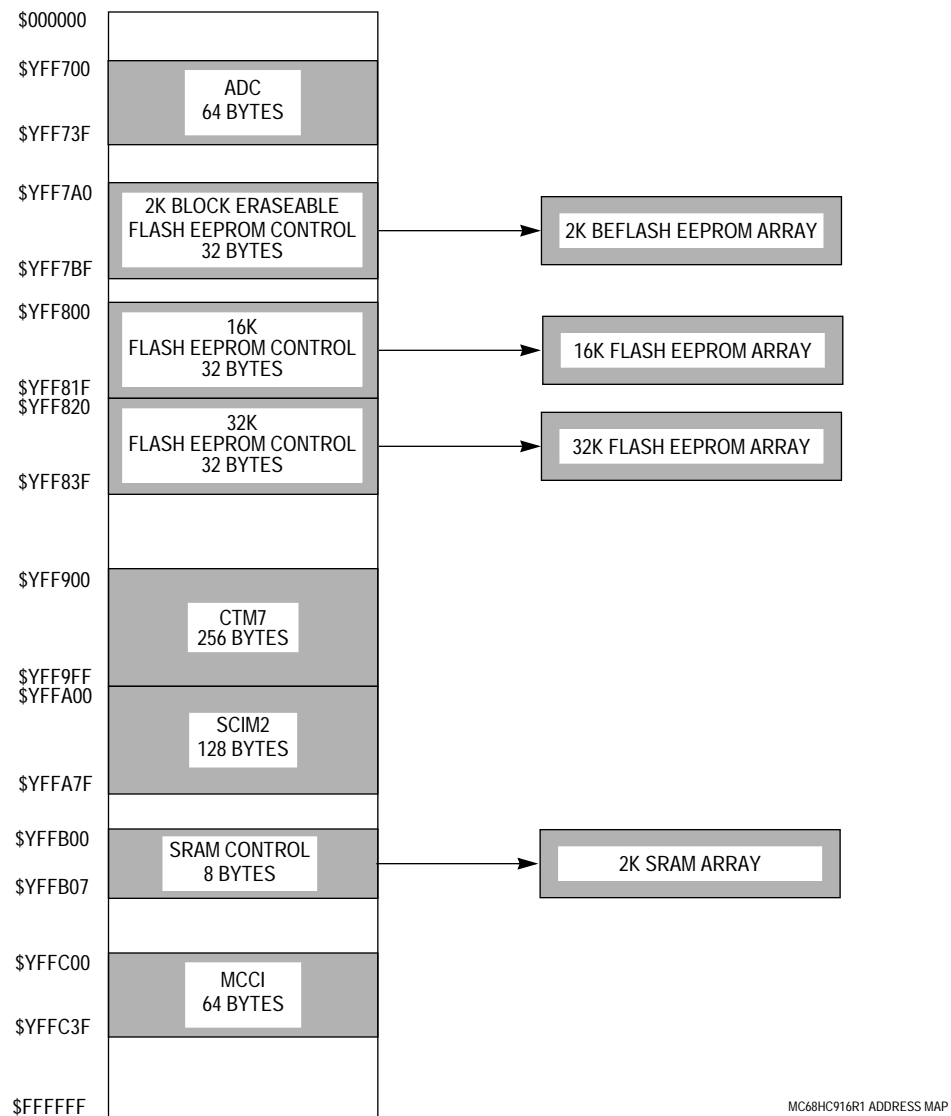 $000000
$YFF700
ADC
64 BYTES
$YFF73F
$YFF7A0
2K BLOCK ERASEABLE
FLASH EEPROM CONTROL
32 BYTES
2K BEFLASH EEPROM ARRAY
$YFF7BF
$YFF800
16K
FLASH EEPROM CONTROL
32 BYTES
16K FLASH EEPROM ARRAY
$YFF81F
$YFF820
32K
FLASH EEPROM CONTROL
32 BYTES
32K FLASH EEPROM ARRAY
$YFF83F
$YFF900
CTM7
256 BYTES
$YFF9FF
$YFFA00
SCIM2
128 BYTES
$YFFA7F
$YFFB00
SRAM CONTROL
8 BYTES
2K SRAM ARRAY
$YFFB07
$YFFC00
MCCI
64 BYTES
$YFFC3F
$FFFFFF
MC68HC916R1 ADDRESS MAP